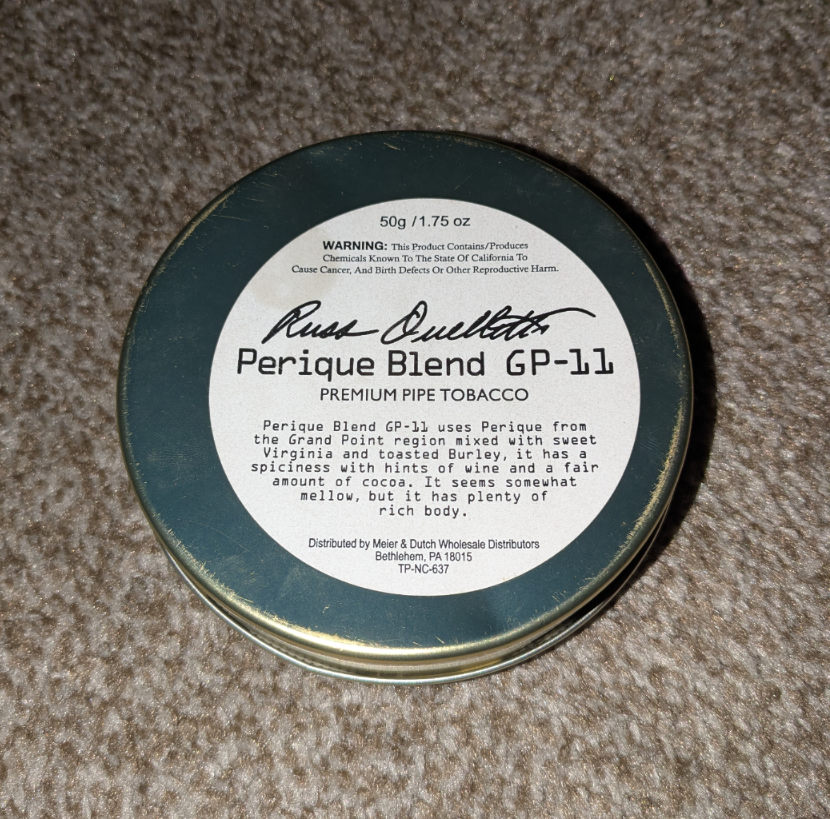 50g /1.75 oz
WARNING: This Product Contains/Produces
Chemicals Known To The State Of California To
Cause Cancer, And Birth Defects Or Other Reproductive Harm.
Russ Ouellette
Perique Blend GP-11
PREMIUM PIPE TOBACCO
Perique Blend GP-11 uses Perique from
the Grand Point region mixed with sweet
Virginia and toasted Burley, it has a
spiciness with hints of wine and a fair
amount of cocoa. It seems somewhat
mellow, but it has plenty of
rich body.
Distributed by Meier & Dutch Wholesale Distributors
Bethlehem, PA 18015
TP-NC-637